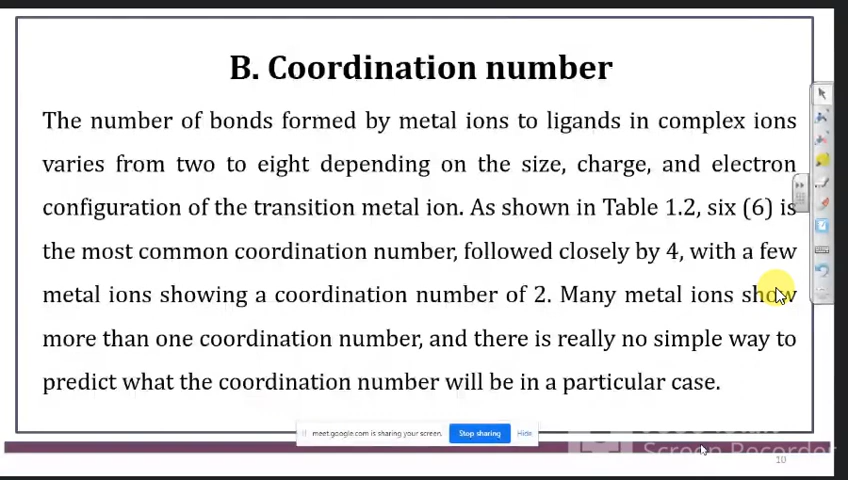 B. Coordination number
The number of bonds formed by metal ions to ligands in complex ions
varies from two to eight depending on the size, charge, and electron
configuration of the transition metal ion. As shown in Table 1.2, six (6) is
the most common coordination number, followed closely by 4, with a few
metal ions showing a coordination number of 2. Many metal ions show
more than one coordination number, and there is really no simple way to
predict what the coordination number will be in a particular case.
meet.google.com is sharing your screen. Stop sharing Hide
Screen Recorder
10